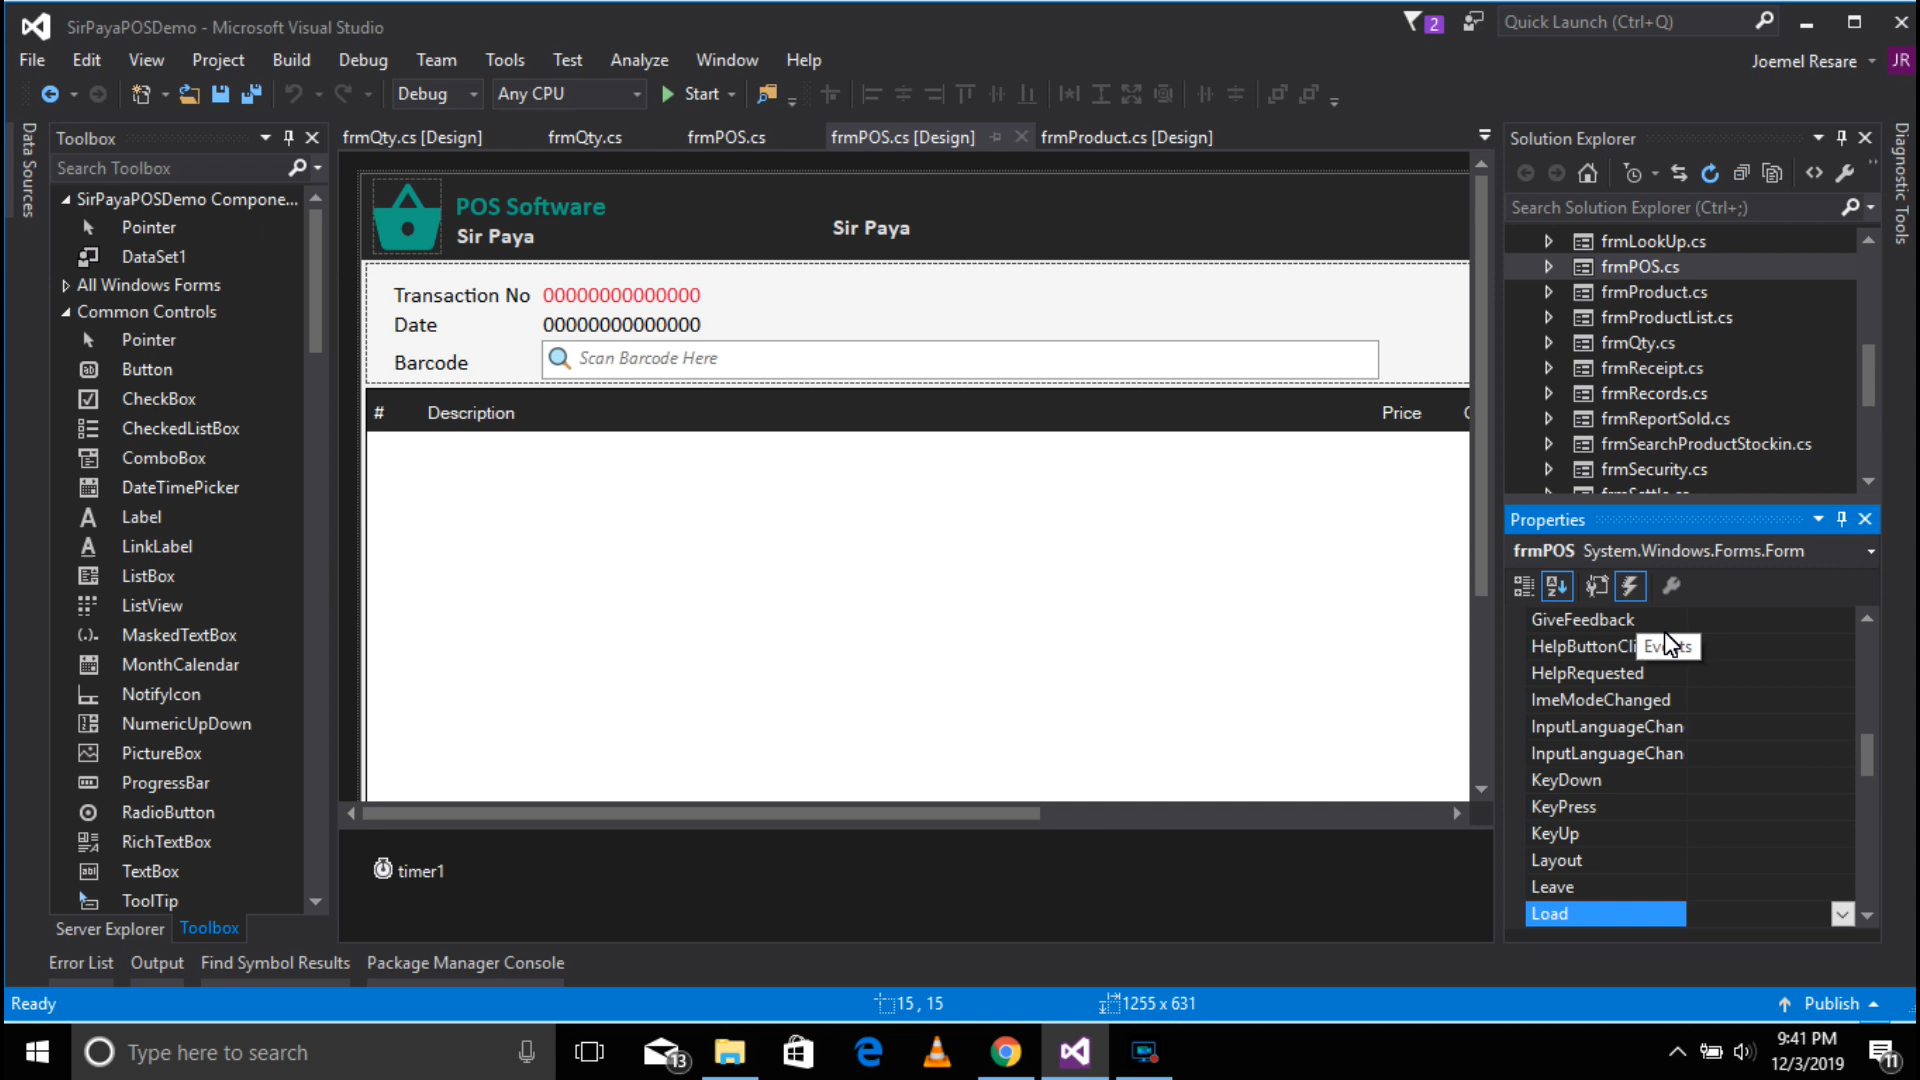 SirPayaPOSDemo - Microsoft Visual Studio
2
Quick Launch (Ctrl+Q)
File Edit View Project Build Debug Team Tools Test Analyze Window Help
Joemel Resare JR
Debug Any CPU Start
Data Sources
Toolbox
Search Toolbox
SirPayaPOSDemo Compone...
Pointer
DataSet1
All Windows Forms
Common Controls
Pointer
Button
CheckBox
CheckedListBox
ComboBox
DateTimePicker
Label
LinkLabel
ListBox
ListView
MaskedTextBox
MonthCalendar
NotifyIcon
NumericUpDown
PictureBox
ProgressBar
RadioButton
RichTextBox
TextBox
ToolTip
Server Explorer Toolbox
frmQty.cs [Design] frmQty.cs frmPOS.cs frmPOS.cs [Design] frmProduct.cs [Design]
POS Software
Sir Paya
Sir Paya
Transaction No 00000000000000
Date 00000000000000
Barcode Scan Barcode Here
# Description Price
timer1
Solution Explorer
Search Solution Explorer (Ctrl+;)
frmLookUp.cs
frmPOS.cs
frmProduct.cs
frmProductList.cs
frmQty.cs
frmReceipt.cs
frmRecords.cs
frmReportSold.cs
frmSearchProductStockin.cs
frmSecurity.cs
Diagnostic Tools
Properties
frmPOS System.Windows.Forms.Form
GiveFeedback
HelpButtonCli
Events
HelpRequested
ImeModeChanged
InputLanguageChan
InputLanguageChan
KeyDown
KeyPress
KeyUp
Layout
Leave
Load
Error List Output Find Symbol Results Package Manager Console
Ready 15 , 15 1255 x 631 Publish
Type here to search
13
9:41 PM
12/3/2019
11